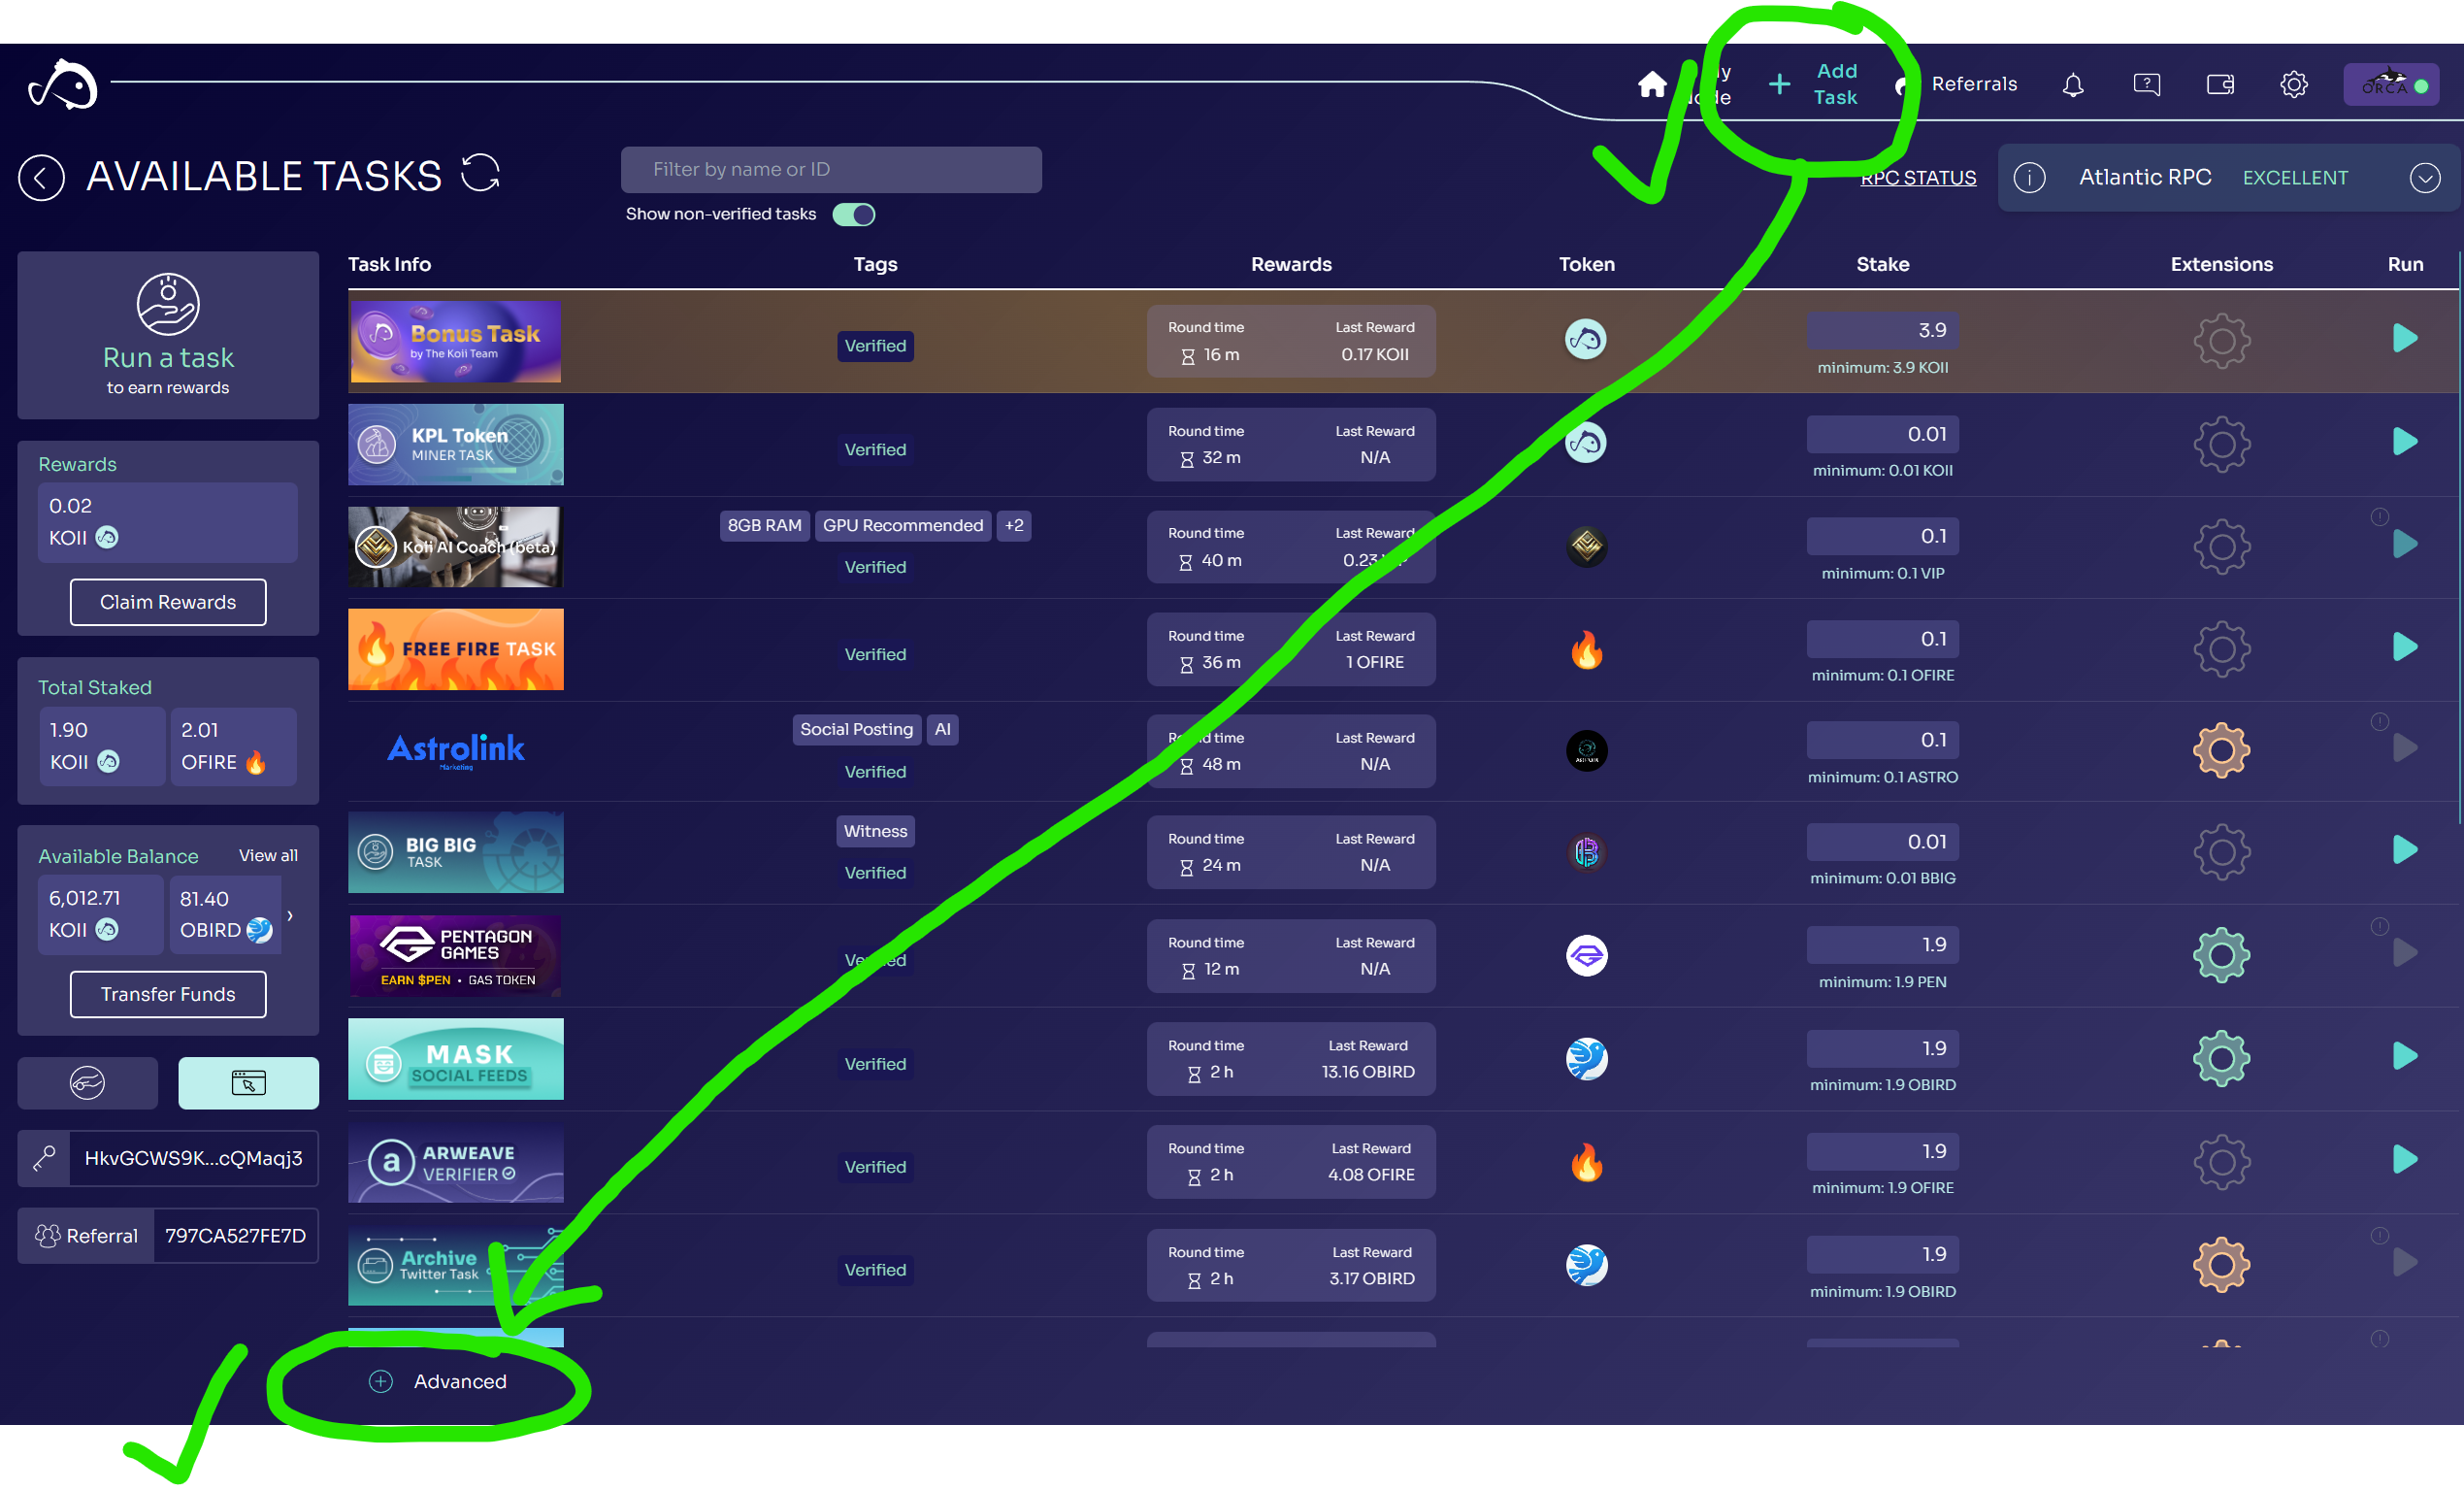 Add
Task
Referrals
ORCA
AVAILABLE TASKS
Filter by name or ID
Show non-verified tasks
RPC STATUS
Atlantic RPC EXCELLENT
Run a task
to earn rewards
Rewards
0.02
KOII
Claim Rewards
Total Staked
1.90 2.01
KOII OFIRE
Available Balance View all
6,012.71 81.40
KOII OBIRD
Transfer Funds
HkvGCWS9K...cQMaqj3
Referral 797CA527FE7D
Task Info Tags Rewards Token Stake Extensions Run
Bonus Task
by The Koii Team
Verified
Round time Last Reward
16 m 0.17 KOII
3.9
minimum: 3.9 KOII
KPL Token
MINER TASK
Verified
Round time Last Reward
32 m N/A
0.01
minimum: 0.01 KOII
Koii AI Coach (beta)
8GB RAM GPU Recommended +2
Verified
Round time Last Reward
40 m 0.23
0.1
minimum: 0.1 VIP
FREE FIRE TASK
Verified
Round time Last Reward
36 m 1 OFIRE
0.1
minimum: 0.1 OFIRE
Astrolink
Marketing
Social Posting AI
Verified
Round time Last Reward
48 m N/A
0.1
minimum: 0.1 ASTRO
BIG BIG
TASK
Witness
Verified
Round time Last Reward
24 m N/A
0.01
minimum: 0.01 BBIG
PENTAGON
GAMES
EARN $PEN • GAS TOKEN
Verified
Round time Last Reward
12 m N/A
1.9
minimum: 1.9 PEN
MASK
SOCIAL FEEDS
Verified
Round time Last Reward
2 h 13.16 OBIRD
1.9
minimum: 1.9 OBIRD
a ARWEAVE
VERIFIER
Verified
Round time Last Reward
2 h 4.08 OFIRE
1.9
minimum: 1.9 OFIRE
Archive
Twitter Task
Verified
Round time Last Reward
2 h 3.17 OBIRD
1.9
minimum: 1.9 OBIRD
Advanced